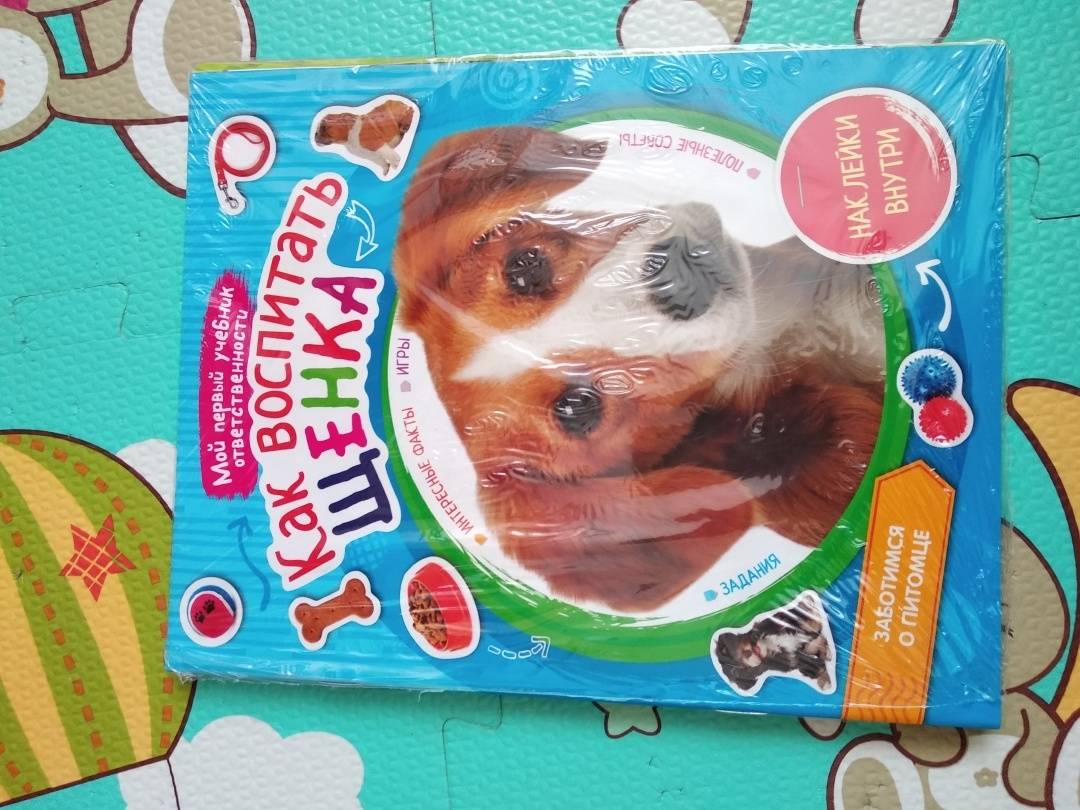 Мой первый учебник
ответственности
Как воспитать
щенка
ИГРЫ
ИНТЕРЕСНЫЕ ФАКТЫ
ПОЛЕЗНЫЕ СОВЕТЫ
ЗАДАНИЯ
НАКЛЕЙКИ
ВНУТРИ
ЗАБОТИМСЯ
О ПИТОМЦЕ